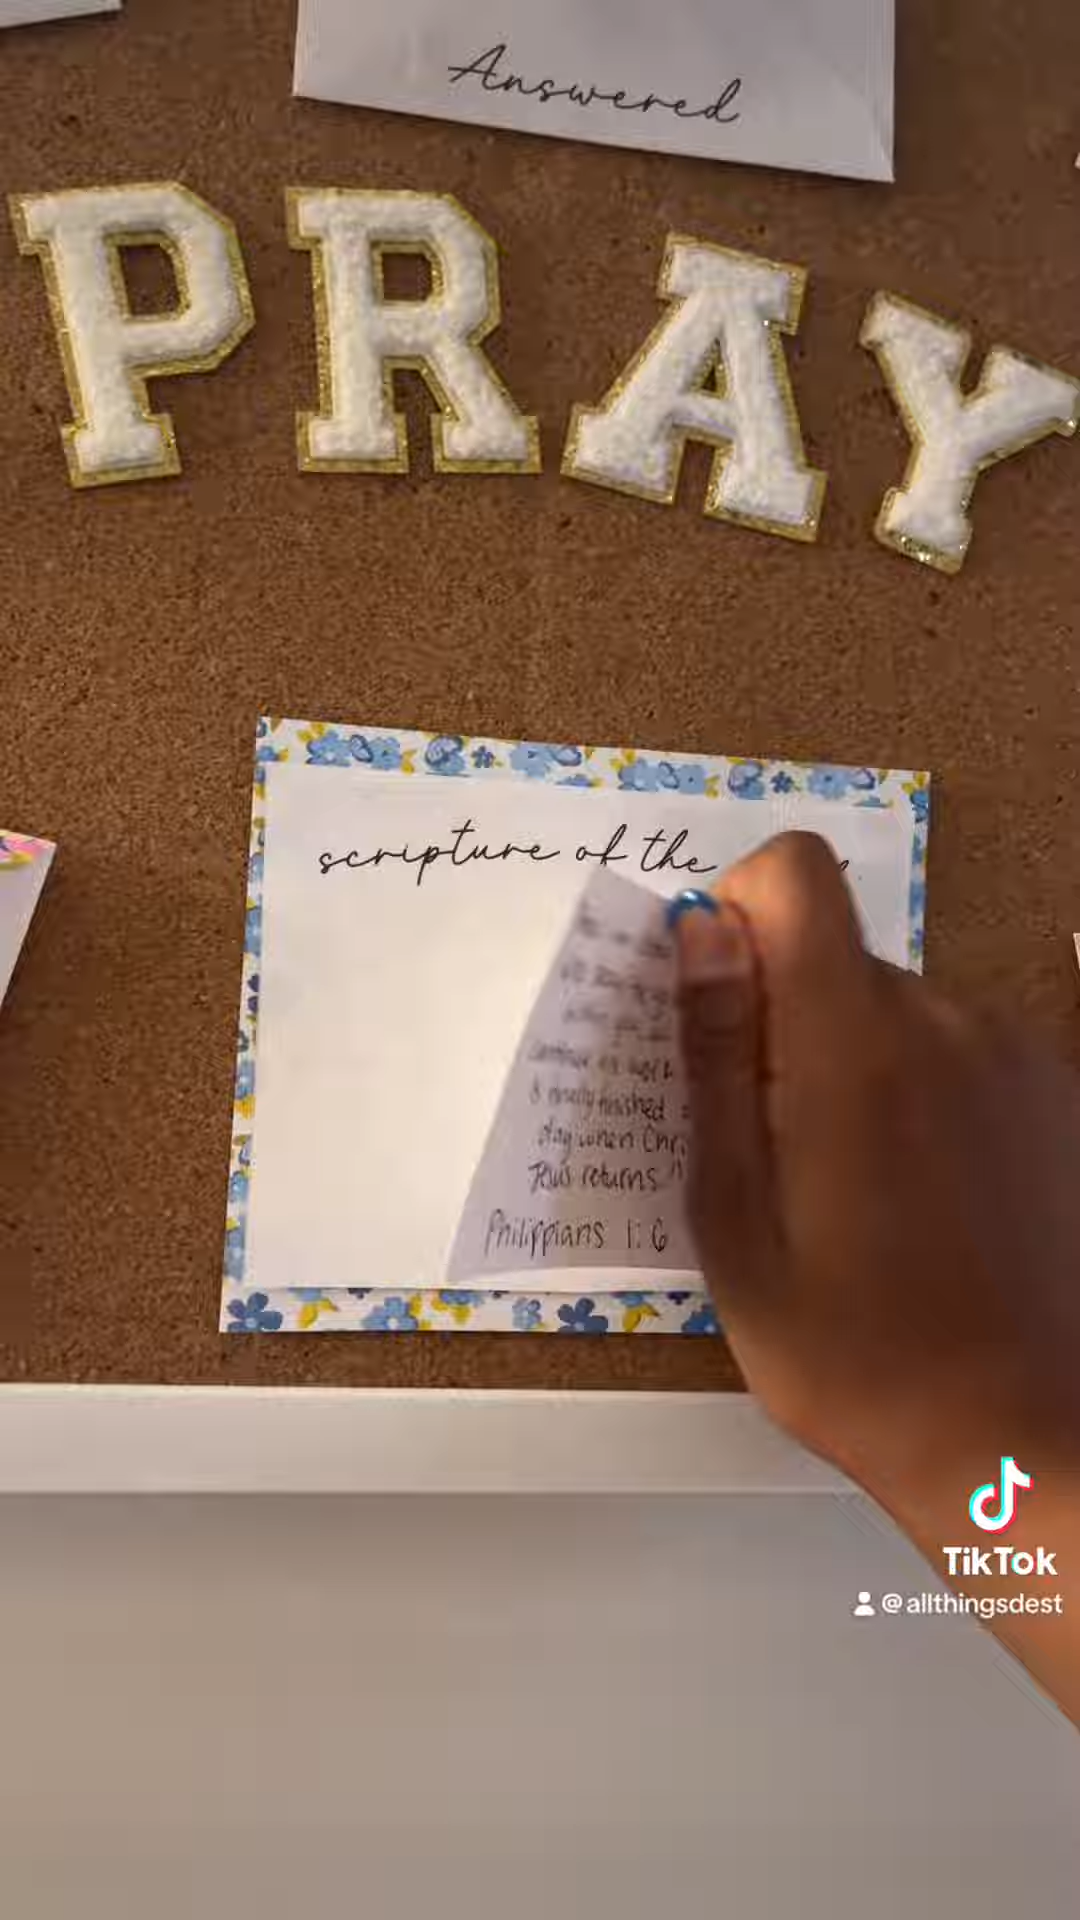 Answered
PRAY
scripture of the
continue his work
& finally finished
day when Chri
Jesus returns"
Philippians 1:6
TikTok
@allthingsdest